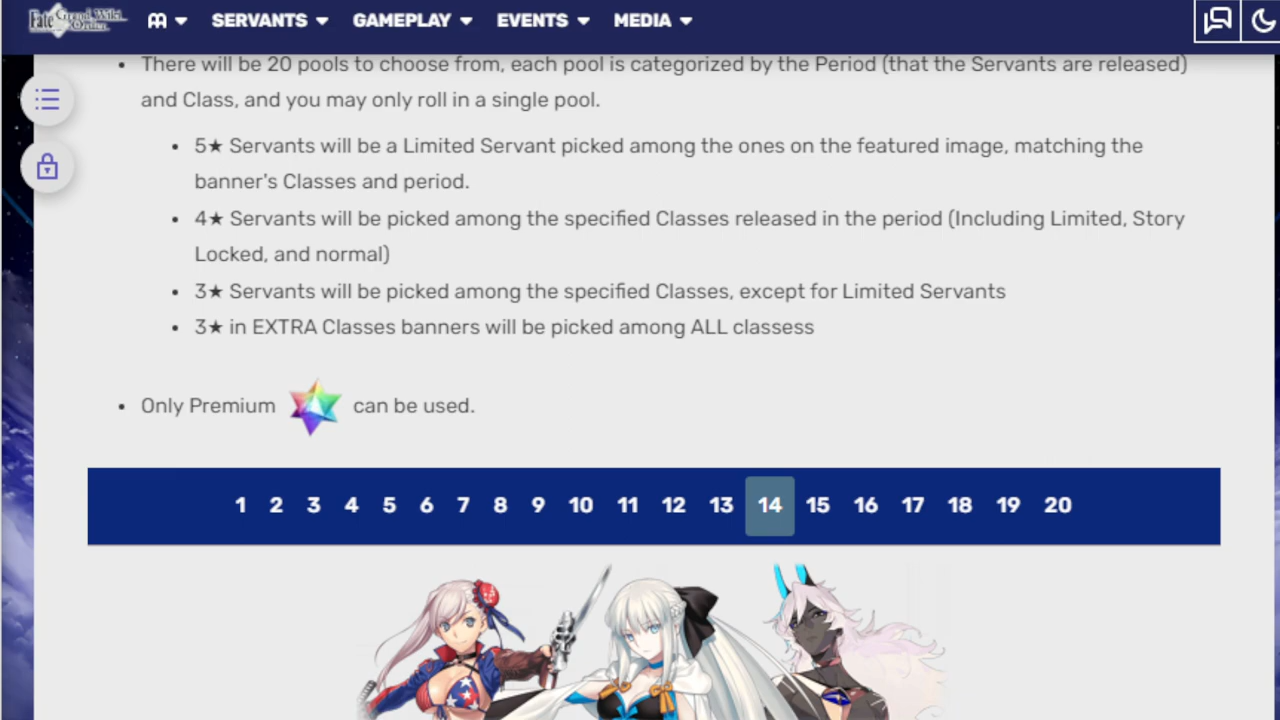 Fate Grand Order Wiki
SERVANTS GAMEPLAY EVENTS MEDIA
There will be 20 pools to choose from, each pool is categorized by the Period (that the Servants are released)
and Class, and you may only roll in a single pool.
5★ Servants will be a Limited Servant picked among the ones on the featured image, matching the
banner's Classes and period.
4★ Servants will be picked among the specified Classes released in the period (Including Limited, Story
Locked, and normal)
3★ Servants will be picked among the specified Classes, except for Limited Servants
3★ in EXTRA Classes banners will be picked among ALL classess
Only Premium can be used.
1 2 3 4 5 6 7 8 9 10 11 12 13 14 15 16 17 18 19 20